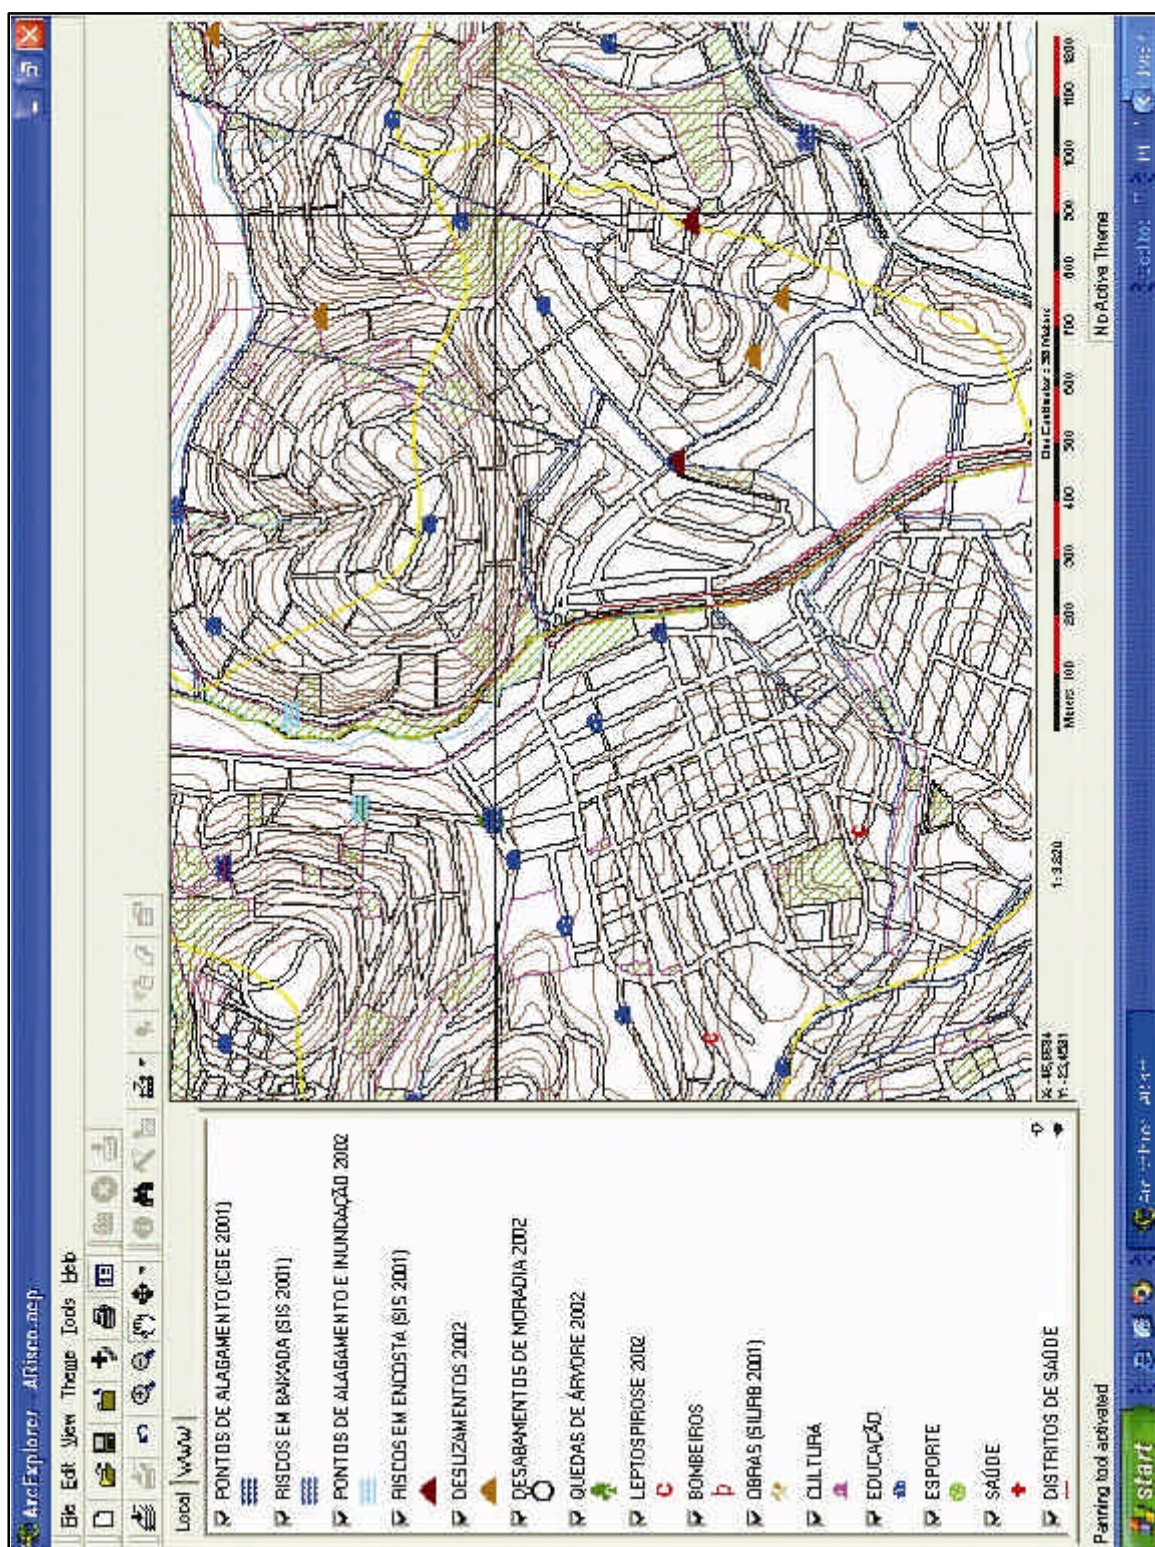 ArcExplorer - ARisco.aep
File Edit View Theme Tools Help
Local WWW
PONTOS DE ALAGAMENTO (CGE 2001)
RISCOS EM BAIXADA (SIS 2001)
PONTOS DE ALAGAMENTO E INUNDAÇÃO 2002
RISCOS EM ENCOSTA (SIS 2001)
DESLIZAMENTOS 2002
DESABAMENTOS DE MORADIA 2002
QUEDAS DE ÁRVORE 2002
LEPTOSPIROSE 2002
BOMBEIROS
OBRAS (SIURB 2001)
CULTURA
EDUCAÇÃO
ESPORTE
SAÚDE
DISTRITOS DE SAÚDE
1: 3.820
Meters 100 200 300 400 500 600 700 800 900 1000 1100 1200
Panning tool activated
No Active Theme
start